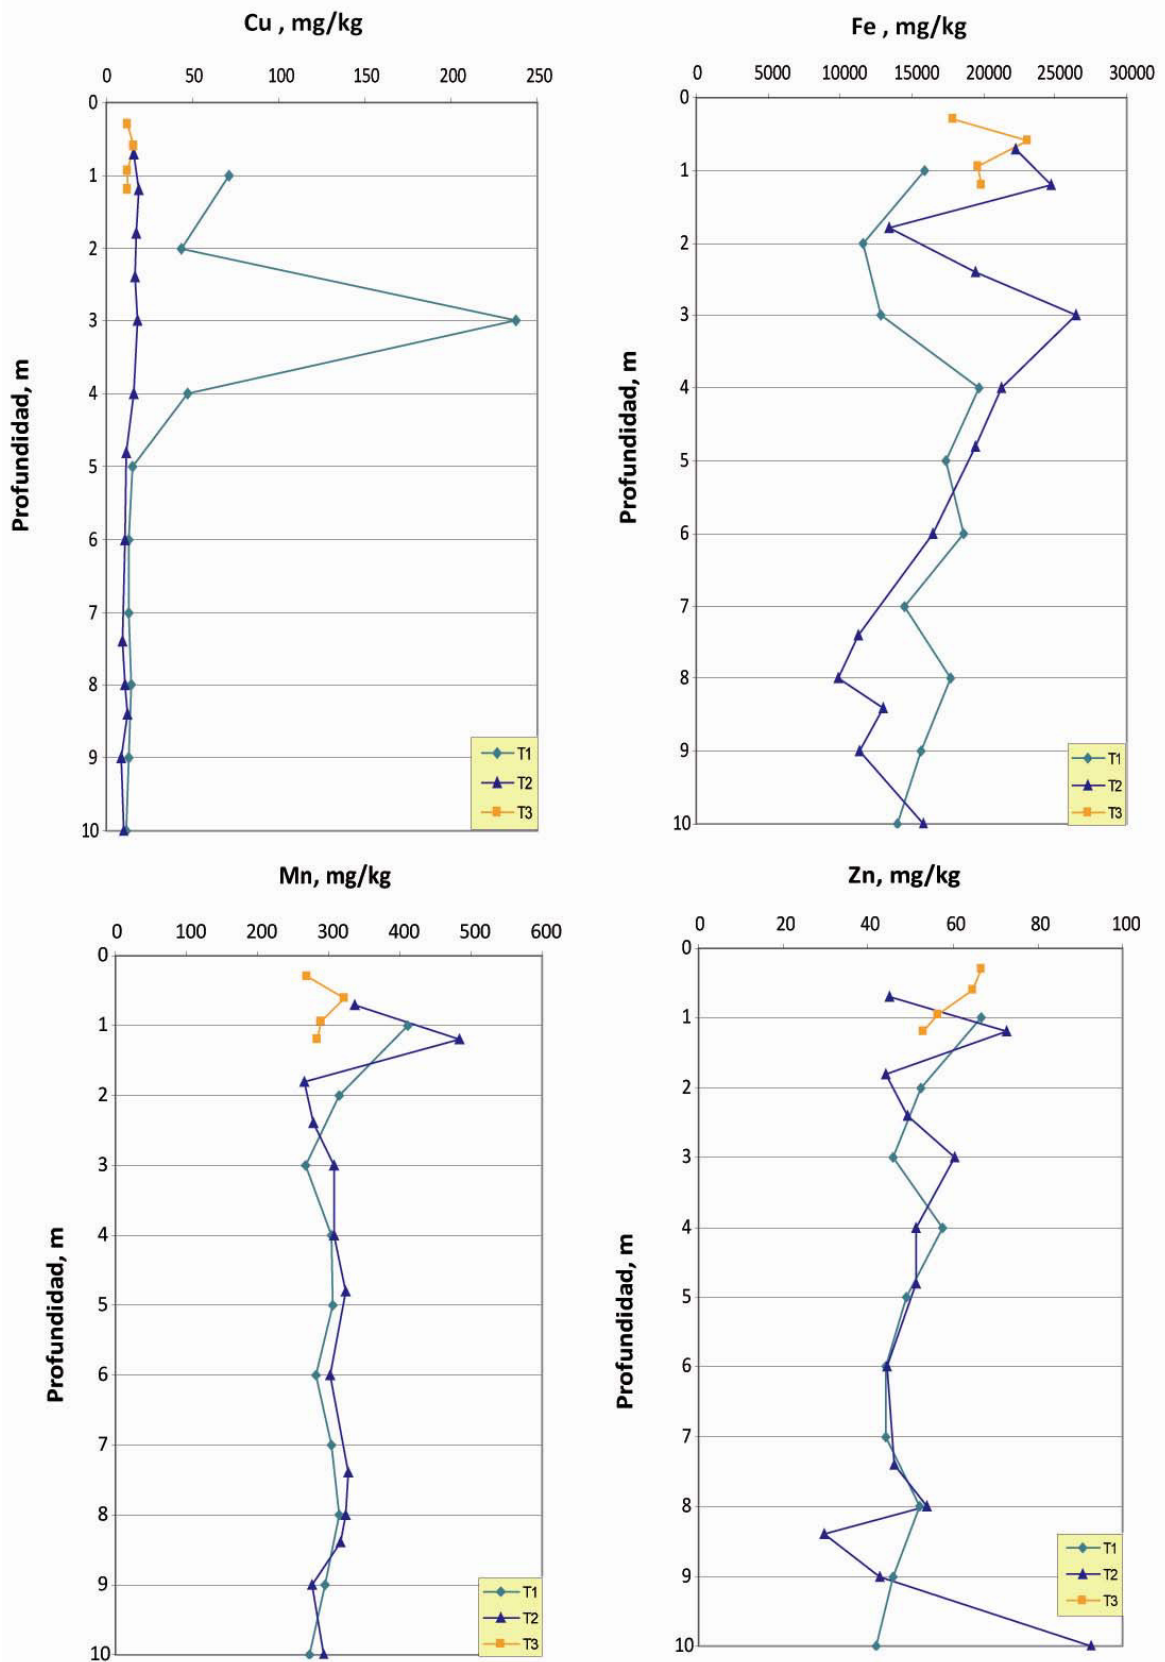 Cu , mg/kg
0 50 100 150 200 250
0
1
2
3
4
5
6
7
8
9
10
Profundidad, m
T1
T2
T3
Fe , mg/kg
0 5000 10000 15000 20000 25000 30000
0
1
2
3
4
5
6
7
8
9
10
Profundidad, m
T1
T2
T3
Mn, mg/kg
0 100 200 300 400 500 600
0
1
2
3
4
5
6
7
8
9
10
Profundidad, m
T1
T2
T3
Zn, mg/kg
0 20 40 60 80 100
0
1
2
3
4
5
6
7
8
9
10
Profundidad, m
T1
T2
T3